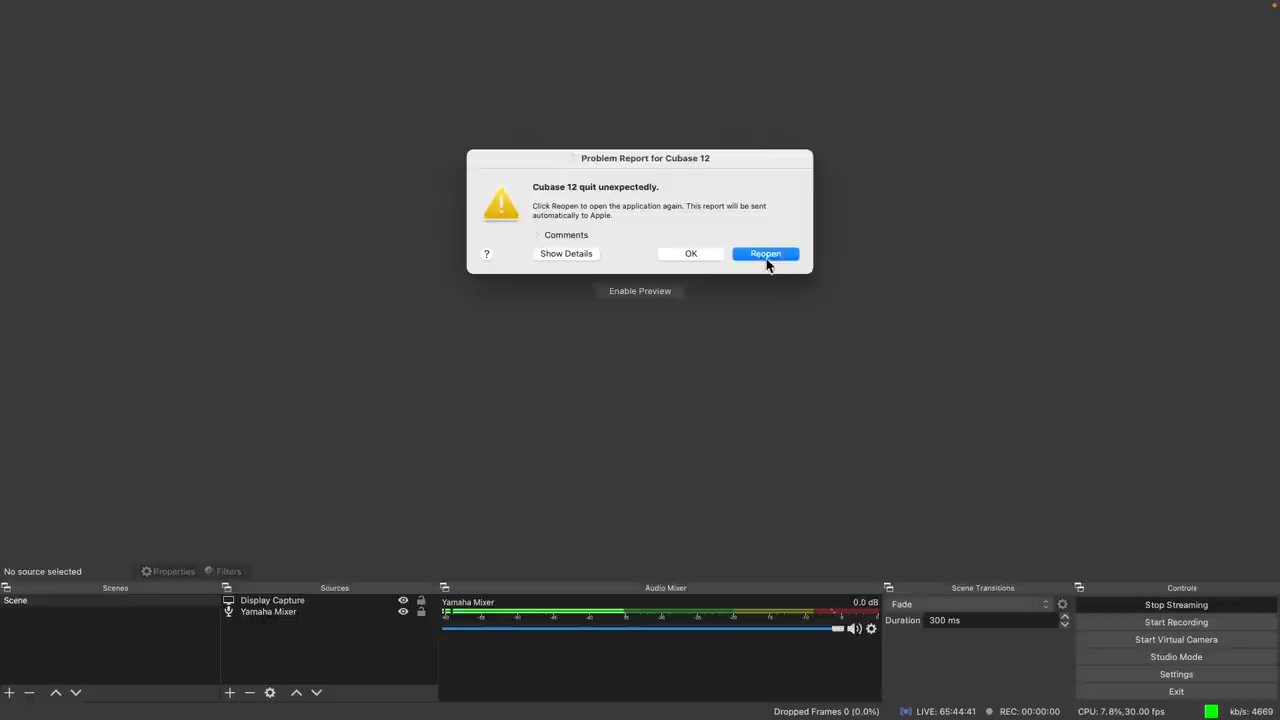 Problem Report for Cubase 12
Cubase 12 quit unexpectedly.
Click Reopen to open the application again. This report will be sent
automatically to Apple.
Comments
?
Show Details
OK
Reopen
Enable Preview
No source selected
Properties
Filters
Scenes
Scene
Sources
Display Capture
Yamaha Mixer
Audio Mixer
Yamaha Mixer
0.0 dB
Scene Transitions
Fade
Duration
300 ms
Controls
Stop Streaming
Start Recording
Start Virtual Camera
Studio Mode
Settings
Exit
Dropped Frames 0 (0.0%)
LIVE: 65:44:41
REC: 00:00:00
CPU: 7.8%,30.00 fps
kb/s: 4669